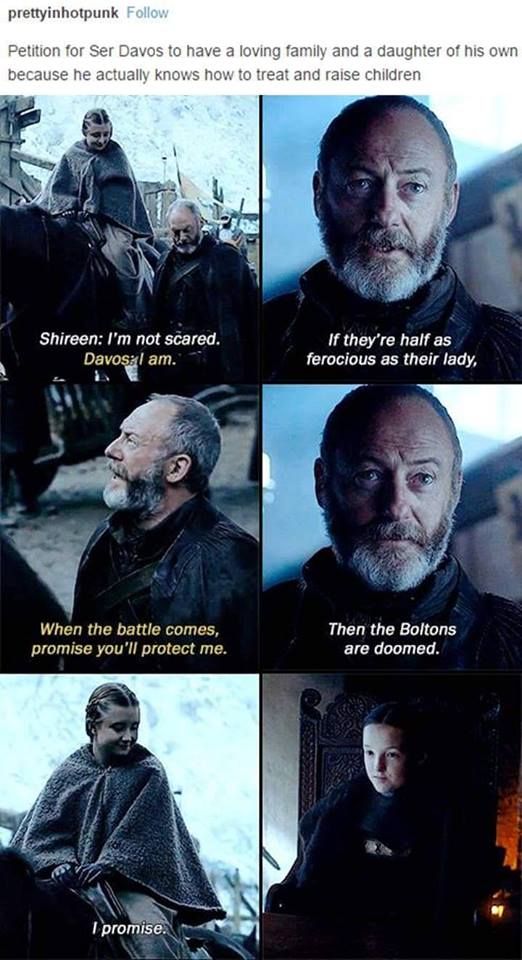 prettyinhotpunk Follow
Petition for Ser Davos to have a loving family and a daughter of his own
because he actually knows how to treat and raise children
Shireen: I'm not scared.
Davos: I am.
If they're half as
ferocious as their lady,
When the battle comes,
promise you'll protect me.
Then the Boltons
are doomed.
I promise.